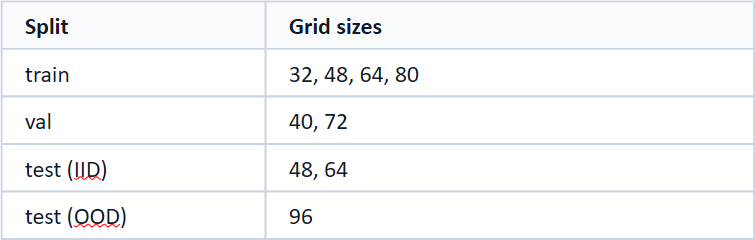 Split Grid sizes
train 32, 48, 64, 80
val 40, 72
test (IID) 48, 64
test (OOD) 96